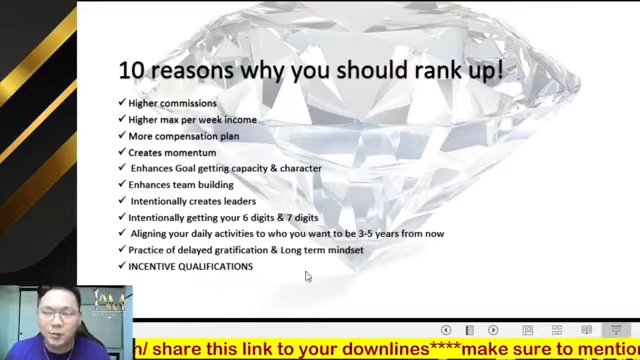 10 reasons why you should rank up!
✓ Higher commissions
✓ Higher max per week income
✓ More compensation plan
✓ Creates momentum
✓ Enhances Goal getting capacity & character
✓ Enhances team building
✓ Intentionally creates leaders
✓ Intentionally getting your 6 digits & 7 digits
✓ Aligning your daily activities to who you want to be 3-5 years from now
✓ Practice of delayed gratification & Long term mindset
✓ INCENTIVE QUALIFICATIONS
/ share this link to your downlines****make sure to mentio